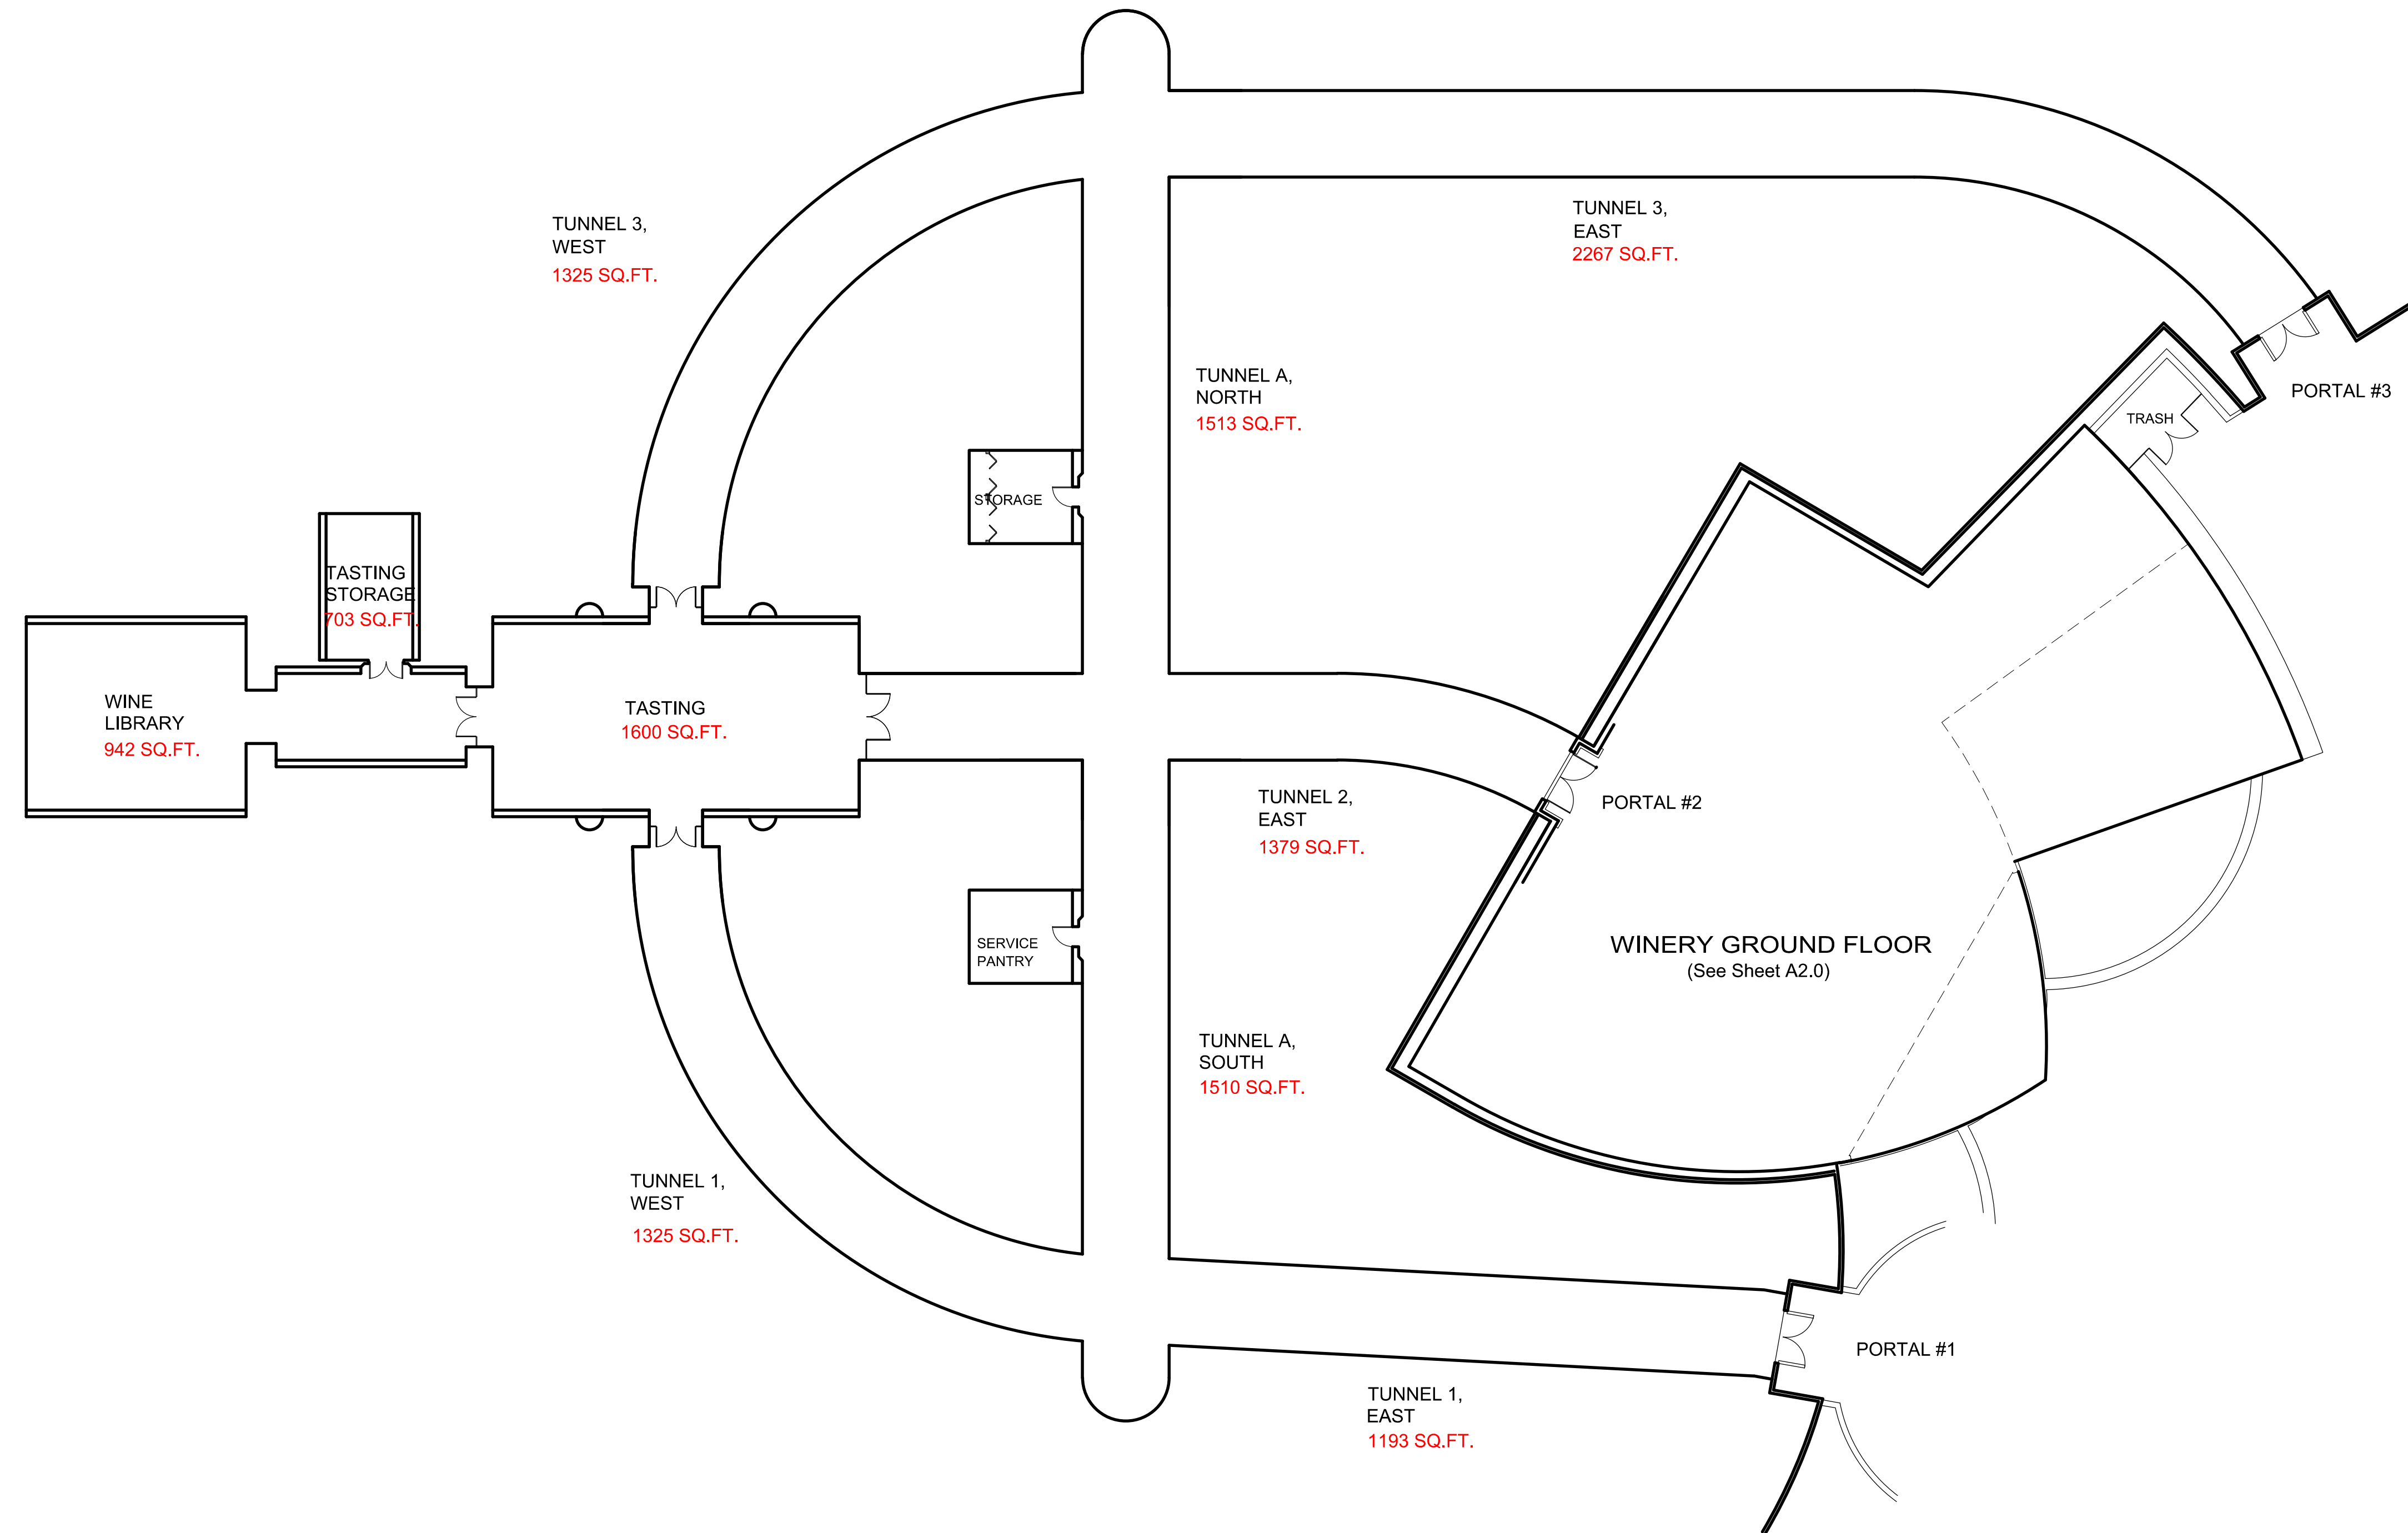 TUNNEL 3,
WEST
1325 SQ.FT.
TUNNEL 3,
EAST
2267 SQ.FT.
TUNNEL A,
NORTH
1513 SQ.FT.
PORTAL #3
TRASH
STORAGE
TASTING
STORAGE
703 SQ.FT.
WINE
LIBRARY
942 SQ.FT.
TASTING
1600 SQ.FT.
TUNNEL 2,
EAST
1379 SQ.FT.
PORTAL #2
SERVICE
PANTRY
WINERY GROUND FLOOR
(See Sheet A2.0)
TUNNEL A,
SOUTH
1510 SQ.FT.
TUNNEL 1,
WEST
1325 SQ.FT.
PORTAL #1
TUNNEL 1,
EAST
1193 SQ.FT.